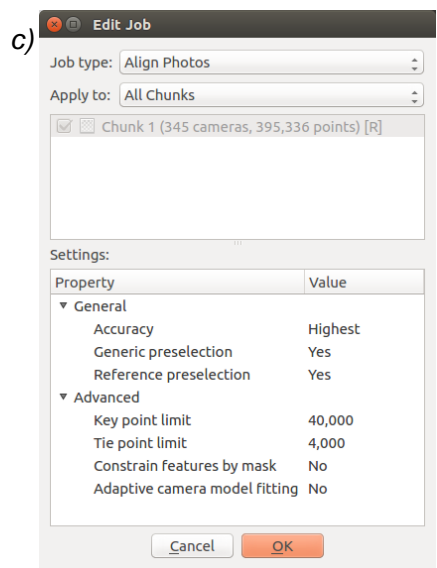 c)
Edit Job
Job type: Align Photos
Apply to: All Chunks
Chunk 1 (345 cameras, 395,336 points) [R]
Settings:
Property Value
General
Accuracy Highest
Generic preselection Yes
Reference preselection Yes
Advanced
Key point limit 40,000
Tie point limit 4,000
Constrain features by mask No
Adaptive camera model fitting No
Cancel OK